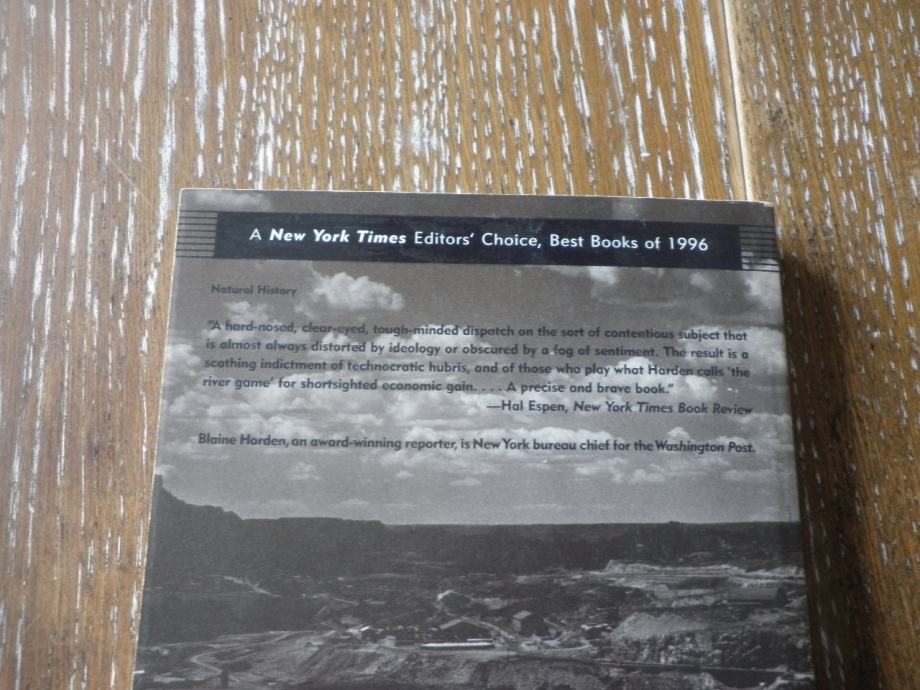 A New York Times Editors' Choice, Best Books of 1996
Natural History
"A hard-nosed, clear-eyed, tough-minded dispatch on the sort of contentious subject that
is almost always distorted by ideology or obscured by a fog of sentiment. The result is a
scathing indictment of technocratic hubris, and of those who play what Harden calls 'the
river game' for shortsighted economic gain. . . . A precise and brave book."
—Hal Espen, New York Times Book Review
Blaine Harden, an award-winning reporter, is New York bureau chief for the Washington Post.